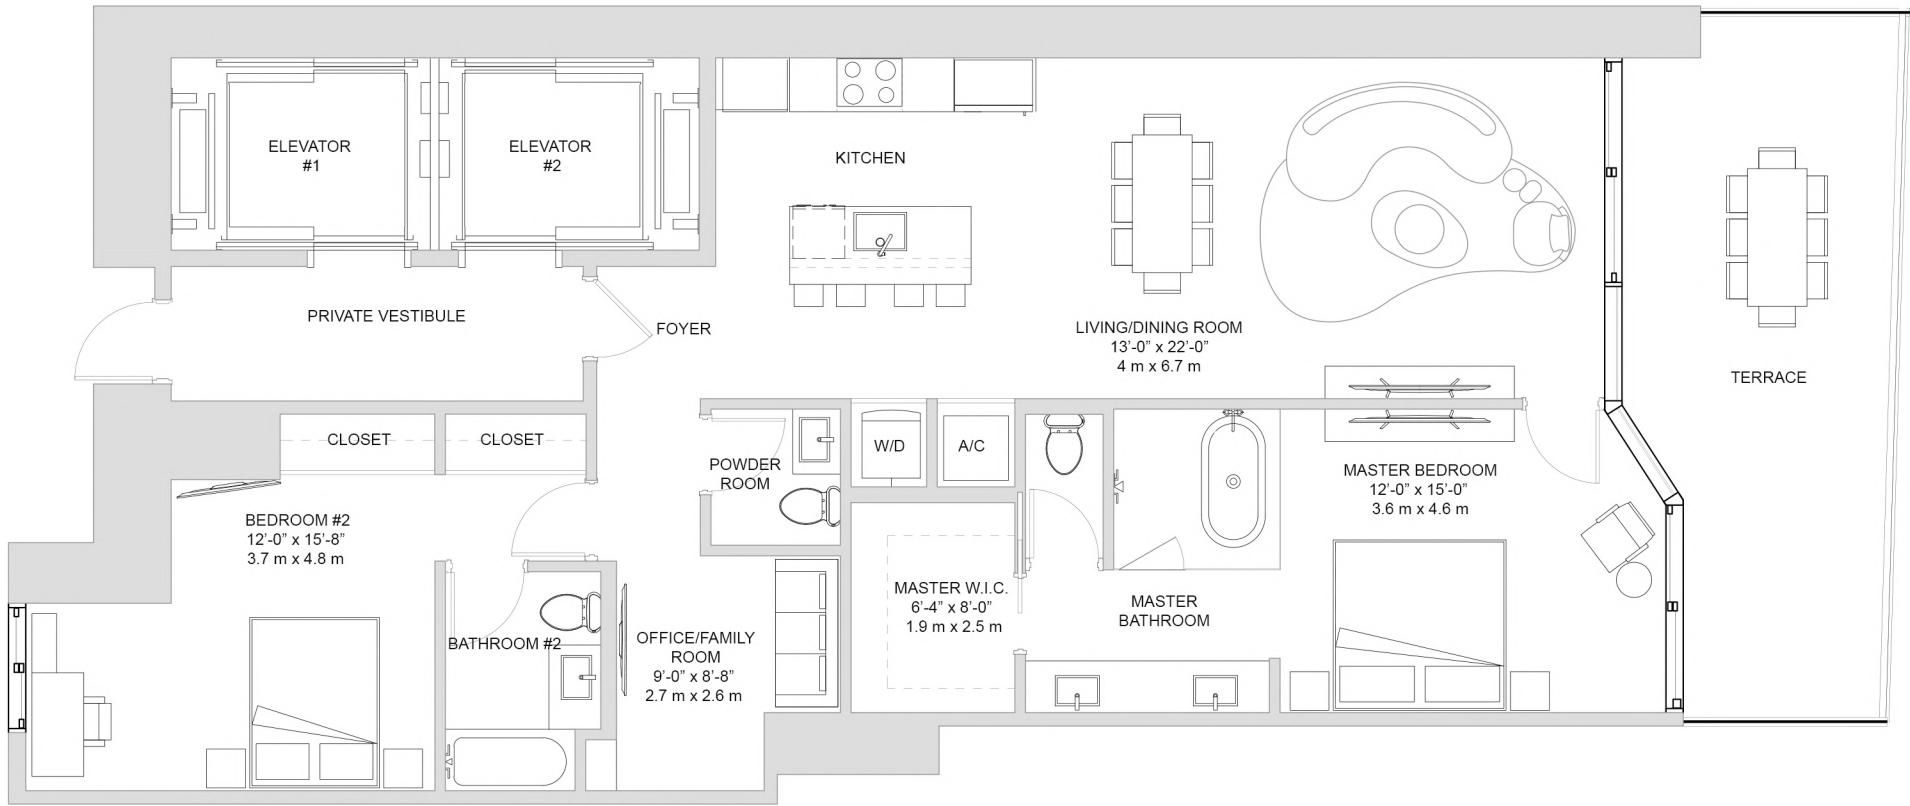 ELEVATOR
#1
ELEVATOR
#2
KITCHEN
PRIVATE VESTIBULE
FOYER
LIVING/DINING ROOM
13’-0” x 22’-0”
4 m x 6.7 m
TERRACE
CLOSET
CLOSET
POWDER
ROOM
W/D
A/C
MASTER BEDROOM
12’-0” x 15’-0”
3.6 m x 4.6 m
BEDROOM #2
12’-0” x 15’-8”
3.7 m x 4.8 m
MASTER W.I.C.
6’-4” x 8’-0”
1.9 m x 2.5 m
MASTER
BATHROOM
BATHROOM #2
OFFICE/FAMILY
ROOM
9’-0” x 8’-8”
2.7 m x 2.6 m